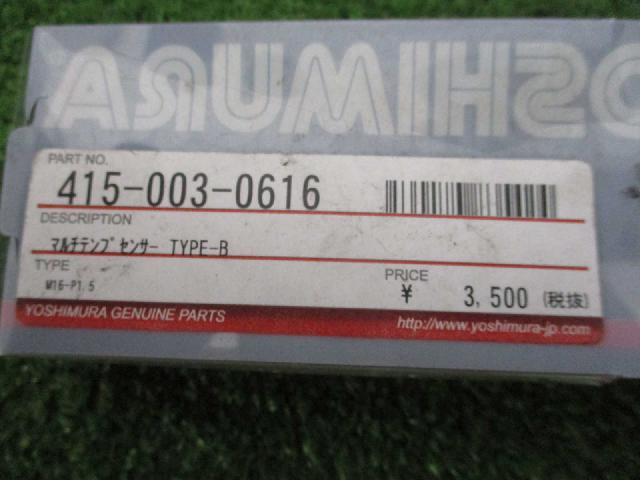 YOSHIMURA
PART NO.
415-003-0616
DESCRIPTION
マルチテンプセンサー TYPE-B
TYPE
M16-P1.5
PRICE
¥ 3,500 (税抜)
YOSHIMURA GENUINE PARTS
http://www.yoshimura-jp.com